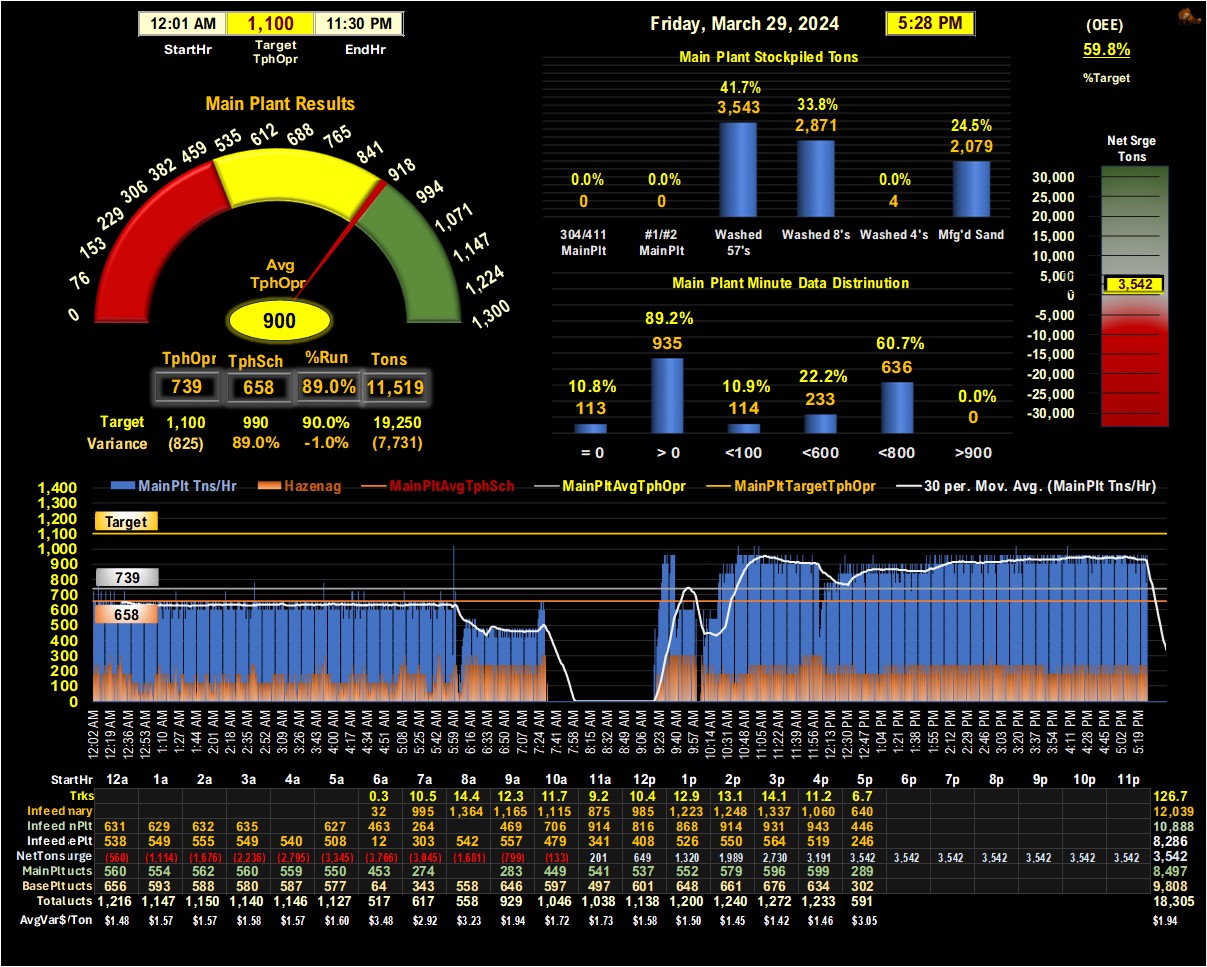 12:01 AM 1,100 11:30 PM
StartHr Target TphOpr EndHr
Friday, March 29, 2024 5:28 PM
(OEE)
59.8%
%Target
Main Plant Results
0 76 153 229 306 382 459 535 612 688 765 841 918 994 1,071 1,147 1,224 1,300
Avg
TphOpr
900
TphOpr TphSch %Run Tons
739 658 89.0% 11,519
Target 1,100 990 90.0% 19,250
Variance (825) 89.0% -1.0% (7,731)
Main Plant Stockpiled Tons
41.7%
3,543
33.8%
2,871
24.5%
2,079
0.0% 0.0% 0.0%
0 0 4
304/411 MainPlt #1/#2 MainPlt Washed 57's Washed 8's Washed 4's Mfg'd Sand
Main Plant Minute Data Distrinution
89.2%
935
60.7%
636
10.8% 10.9% 22.2% 0.0%
113 114 233 0
= 0 > 0 <100 <600 <800 >900
Net Srge
Tons
30,000
25,000
20,000
15,000
10,000
5,000
3,542
0
-5,000
-10,000
-15,000
-20,000
-25,000
-30,000
MainPlt Tns/Hr Hazenag MainPltAvgTphSch MainPltAvgTphOpr MainPltTargetTphOpr 30 per. Mov. Avg. (MainPlt Tns/Hr)
1,400
1,300
1,200
1,100
1,000
900
800
700
600
500
400
300
200
100
0
Target
739
658
12:02 AM 12:19 AM 12:36 AM 12:53 AM 1:10 AM 1:27 AM 1:44 AM 2:01 AM 2:18 AM 2:35 AM 2:52 AM 3:09 AM 3:26 AM 3:43 AM 4:00 AM 4:17 AM 4:34 AM 4:51 AM 5:08 AM 5:25 AM 5:42 AM 5:59 AM 6:16 AM 6:33 AM 6:50 AM 7:07 AM 7:24 AM 7:41 AM 7:58 AM 8:15 AM 8:32 AM 8:49 AM 9:06 AM 9:23 AM 9:40 AM 9:57 AM 10:14 AM 10:31 AM 10:48 AM 11:05 AM 11:22 AM 11:39 AM 11:56 AM 12:13 PM 12:30 PM 12:47 PM 1:04 PM 1:21 PM 1:38 PM 1:55 PM 2:12 PM 2:29 PM 2:46 PM 3:03 PM 3:20 PM 3:37 PM 3:54 PM 4:11 PM 4:28 PM 4:45 PM 5:02 PM 5:19 PM
StartHr 12a 1a 2a 3a 4a 5a 6a 7a 8a 9a 10a 11a 12p 1p 2p 3p 4p 5p 6p 7p 8p 9p 10p 11p
Trks 0.3 10.5 14.4 12.3 11.7 9.2 10.4 12.9 13.1 14.1 11.2 6.7 126.7
Infeed mary 32 995 1,364 1,165 1,115 875 985 1,223 1,248 1,337 1,060 640 12,039
Infeed nPlt 631 629 632 635 627 463 264 469 706 914 816 868 914 931 943 446 10,888
Infeed ePlt 538 549 555 549 540 508 12 303 542 557 479 341 408 526 550 564 519 246 8,286
NetTons urge (560) (1,114) (1,676) (2,236) (2,795) (3,345) (3,766) (3,045) (1,681) (799) (133) 201 649 1,320 1,989 2,730 3,191 3,542 3,542 3,542 3,542 3,542 3,542 3,542 3,542
MainPlt ucts 560 554 562 560 559 550 453 274 283 449 541 537 552 579 596 599 289 8,497
BasePlt ucts 656 593 588 580 587 577 64 343 558 646 597 497 601 648 661 676 634 302 9,808
Total ucts 1,216 1,147 1,150 1,140 1,146 1,127 517 617 558 929 1,046 1,038 1,138 1,200 1,240 1,272 1,233 591 18,305
AvgVar$/Ton $1.48 $1.57 $1.57 $1.58 $1.57 $1.60 $3.48 $2.92 $3.23 $1.94 $1.72 $1.73 $1.58 $1.50 $1.45 $1.42 $1.46 $3.05 $1.94